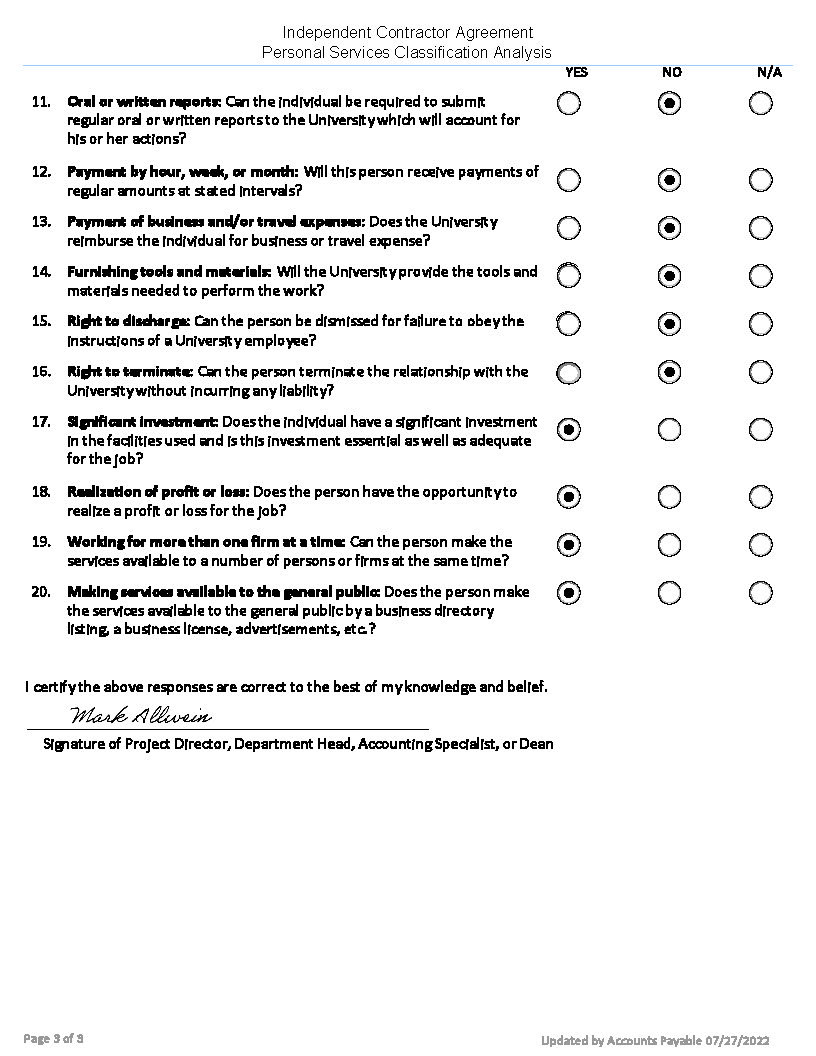 Independent Contractor Agreement
Personal Services Classification Analysis
YES NO N/A
11. Oral or written reports: Can the individual be required to submit
regular oral or written reports to the University which will account for
his or her actions?
12. Payment by hour, week, or month: Will this person receive payments of
regular amounts at stated intervals?
13. Payment of business and/or travel expenses: Does the University
reimburse the individual for business or travel expense?
14. Furnishing tools and materials: Will the University provide the tools and
materials needed to perform the work?
15. Right to discharge: Can the person be dismissed for failure to obey the
instructions of a University employee?
16. Right to terminate: Can the person terminate the relationship with the
University without incurring any liability?
17. Significant investment: Does the individual have a significant investment
in the facilities used and is this investment essential as well as adequate
for the job?
18. Realization of profit or loss: Does the person have the opportunity to
realize a profit or loss for the job?
19. Working for more than one firm at a time: Can the person make the
services available to a number of persons or firms at the same time?
20. Making services available to the general public: Does the person make
the services available to the general public by a business directory
listing, a business license, advertisements, etc.?
I certify the above responses are correct to the best of my knowledge and belief.
Mark Allwein
Signature of Project Director, Department Head, Accounting Specialist, or Dean
Page 3 of 3
Updated by Accounts Payable 07/27/2022